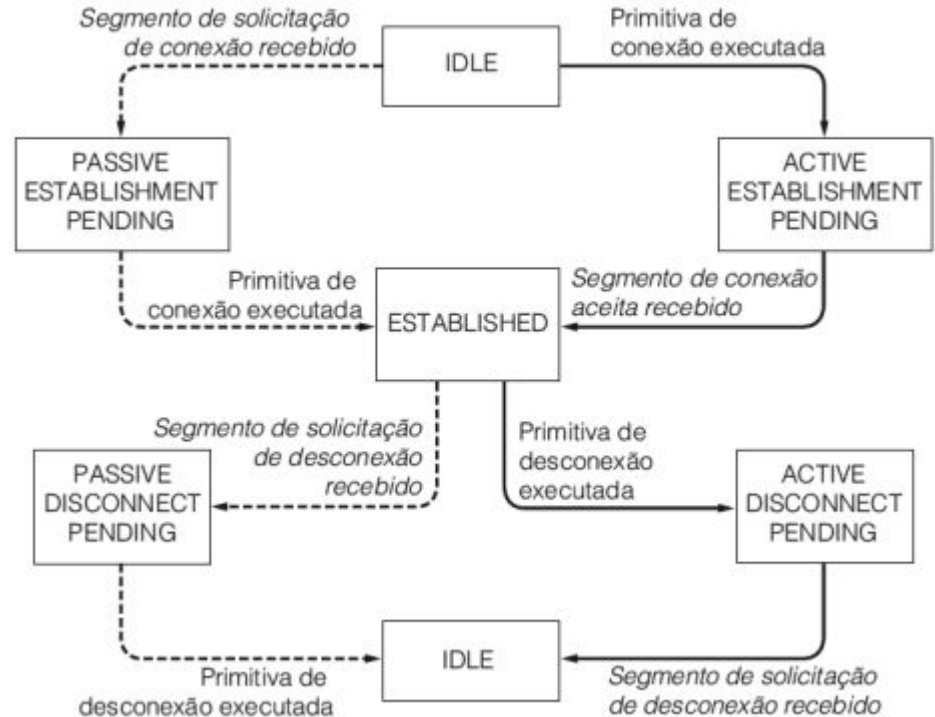 Segmento de solicitação
de conexão recebido
IDLE
Primitiva de
conexão executada
PASSIVE
ESTABLISHMENT
PENDING
ACTIVE
ESTABLISHMENT
PENDING
Primitiva de
conexão executada
ESTABLISHED
Segmento de conexão
aceita recebido
Segmento de solicitação
de desconexão
recebido
Primitiva de
desconexão
executada
PASSIVE
DISCONNECT
PENDING
ACTIVE
DISCONNECT
PENDING
Primitiva de
desconexão executada
IDLE
Segmento de solicitação
de desconexão recebido